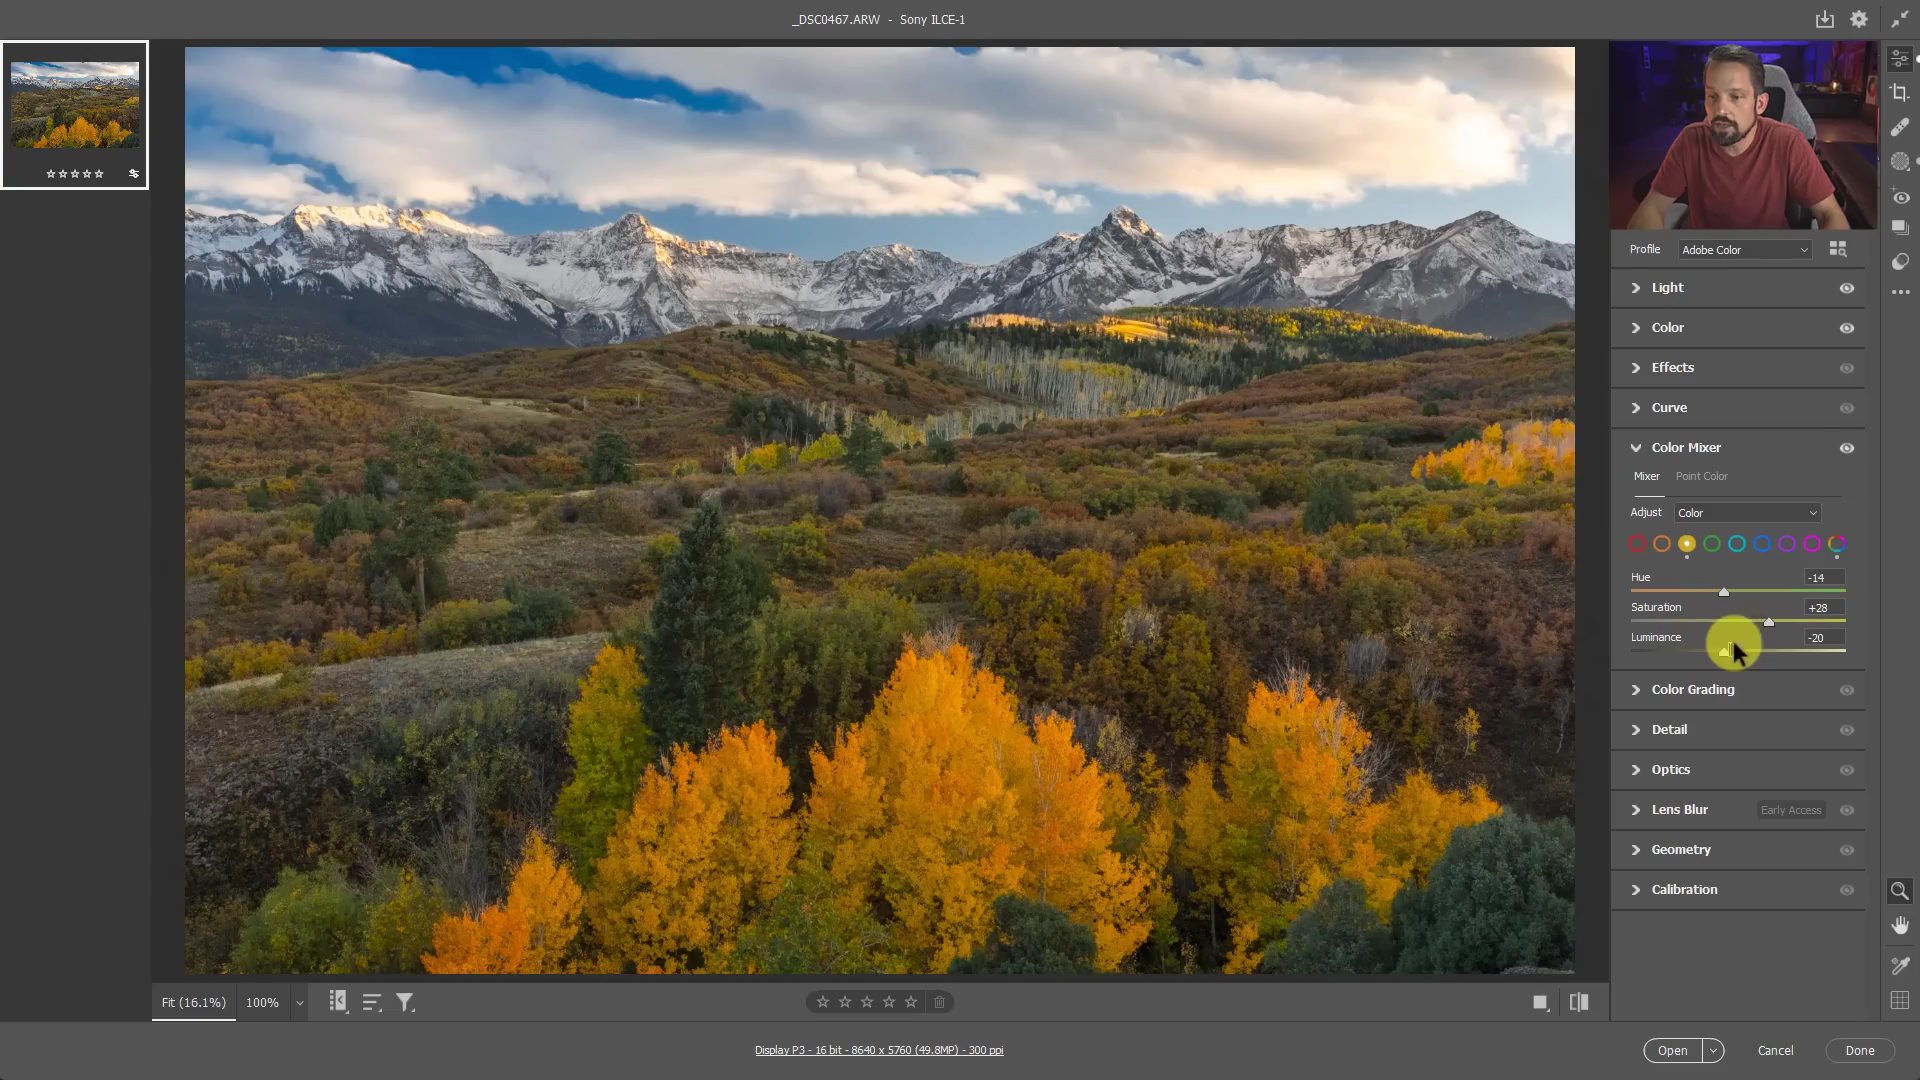 _DSC0467.ARW - Sony ILCE-1
Profile Adobe Color
Light
Color
Effects
Curve
Color Mixer
Mixer Point Color
Adjust Color
Hue -14
Saturation +28
Luminance -20
Color Grading
Detail
Optics
Lens Blur Early Access
Geometry
Calibration
Fit (16.1%) 100%
Display P3 - 16 bit - 8640 x 5760 (49.8MP) - 300 ppi
Open Cancel Done